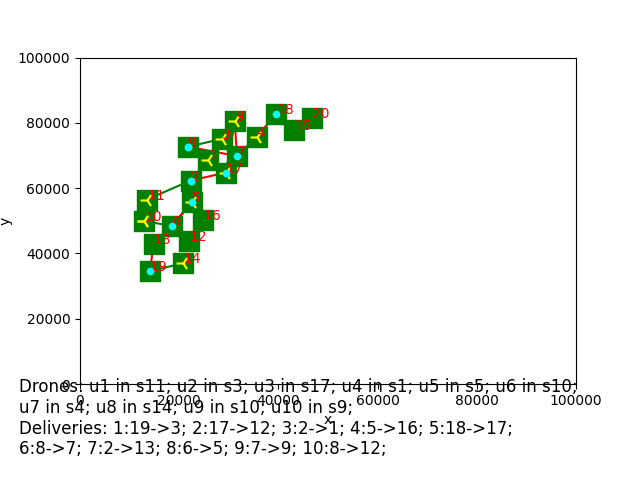 100000
80000
60000
40000
20000
0
y
0 20000 40000 60000 80000 100000
x
18
20
17
11
10
16
12
14
19
Drones: u1 in s11; u2 in s3; u3 in s17; u4 in s1; u5 in s5; u6 in s10;
u7 in s4; u8 in s14; u9 in s10; u10 in s9;
Deliveries: 1:19->3; 2:17->12; 3:2->1; 4:5->16; 5:18->17;
6:8->7; 7:2->13; 8:6->5; 9:7->9; 10:8->12;